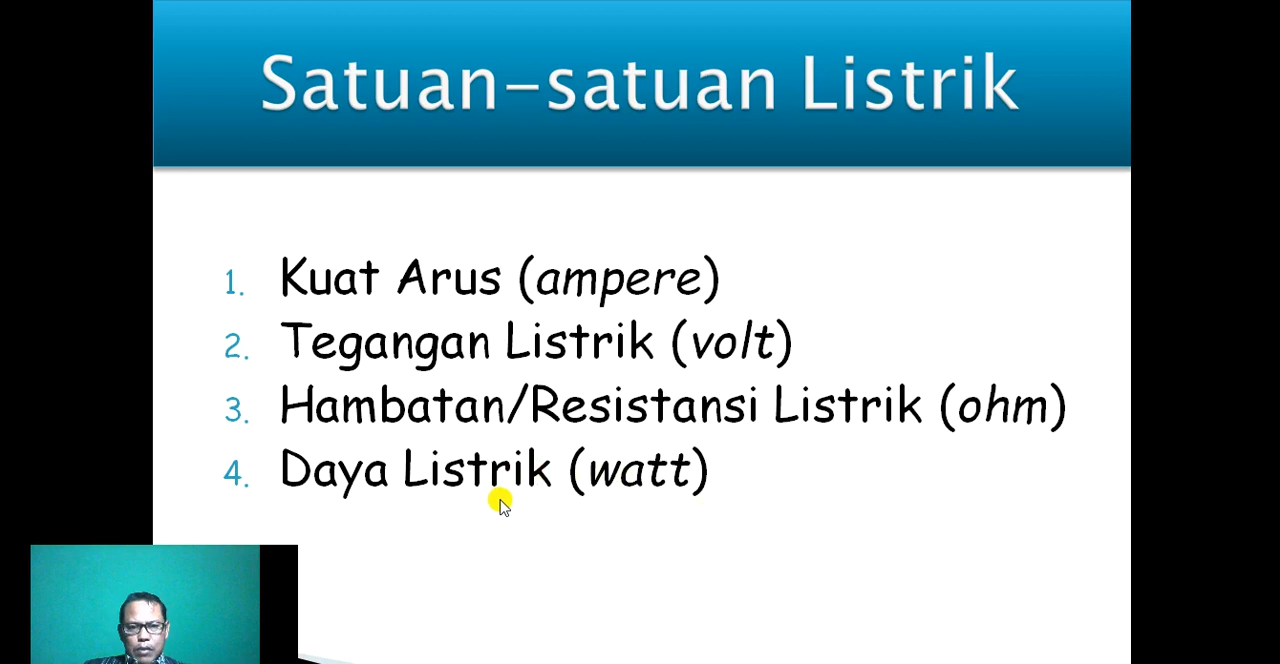 Satuan-satuan Listrik
1. Kuat Arus (ampere)
2. Tegangan Listrik (volt)
3. Hambatan/Resistansi Listrik (ohm)
4. Daya Listrik (watt)